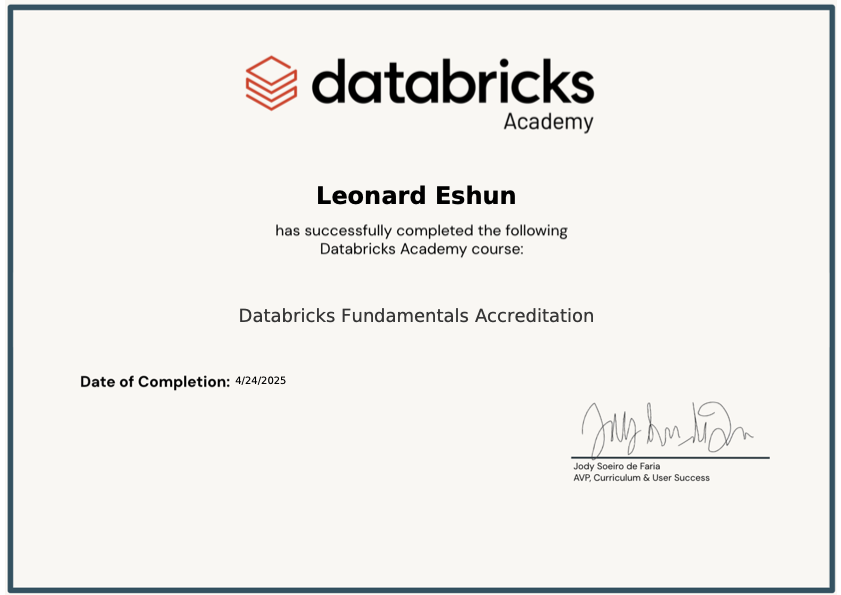 databricks
Academy
Leonard Eshun
has successfully completed the following
Databricks Academy course:
Databricks Fundamentals Accreditation
Date of Completion: 4/24/2025
Jody Soeiro de Faria
AVP, Curriculum & User Success